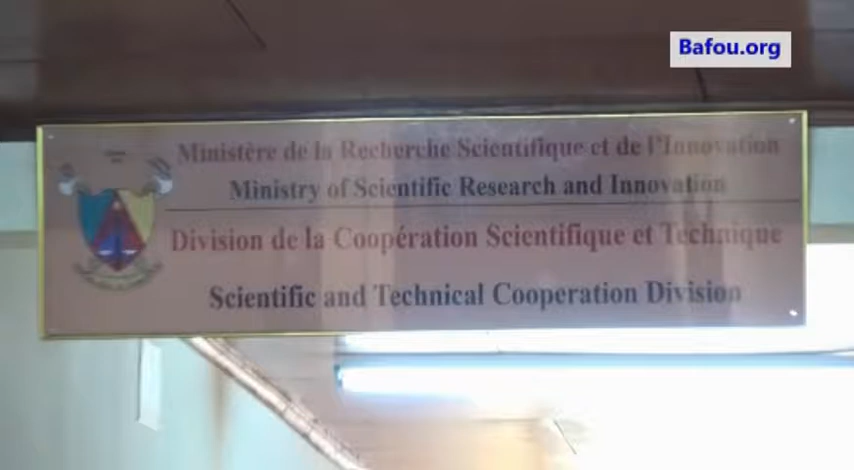 Bafou.org
Ministère de la Recherche Scientifique et de l'Innovation
Ministry of Scientific Research and Innovation
Division de la Coopération Scientifique et Technique
Scientific and Technical Cooperation Division